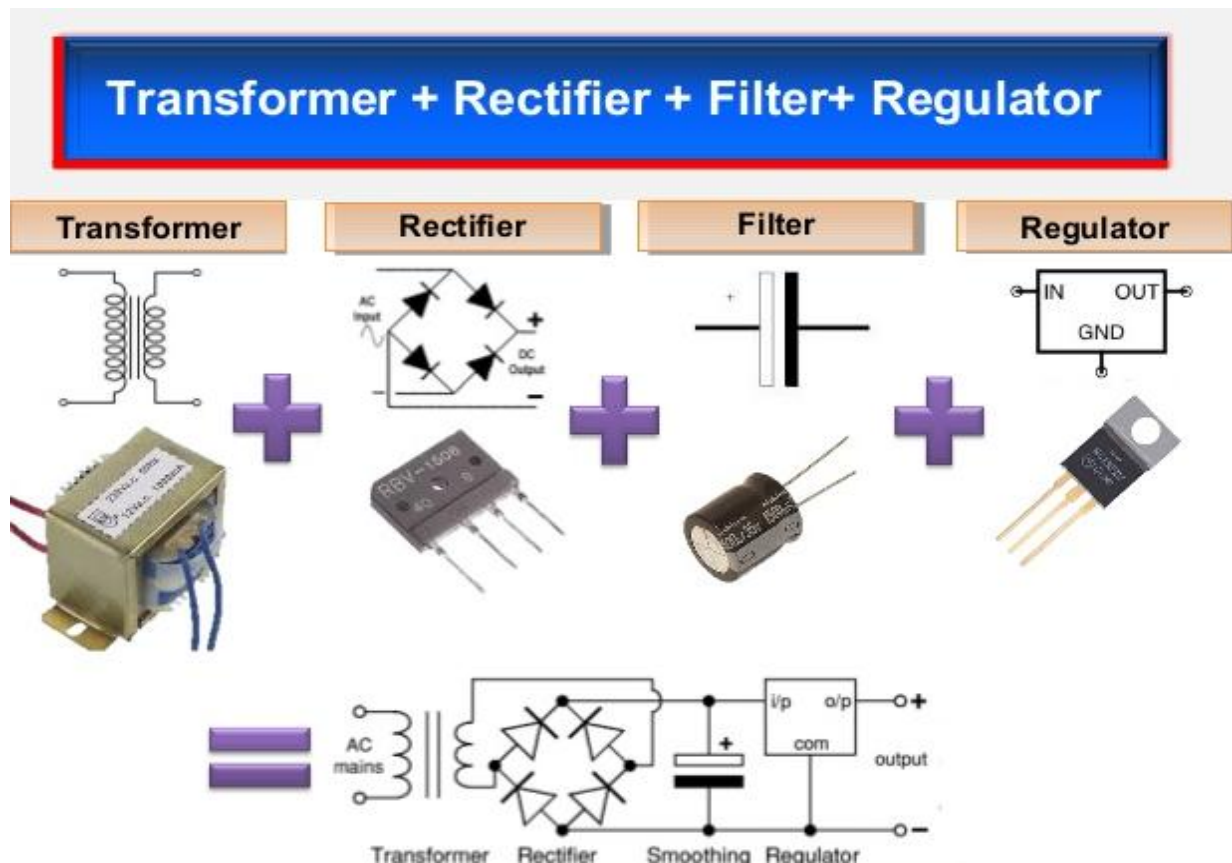 Transformer + Rectifier + Filter+ Regulator
Transformer
Rectifier
Filter
Regulator
AC
Input
+
DC
Output
–
–
+
IN OUT
GND
RBV-1506
AC
mains
+
i/p o/p
com
+
output
–
Transformer Rectifier Smoothing Regulator